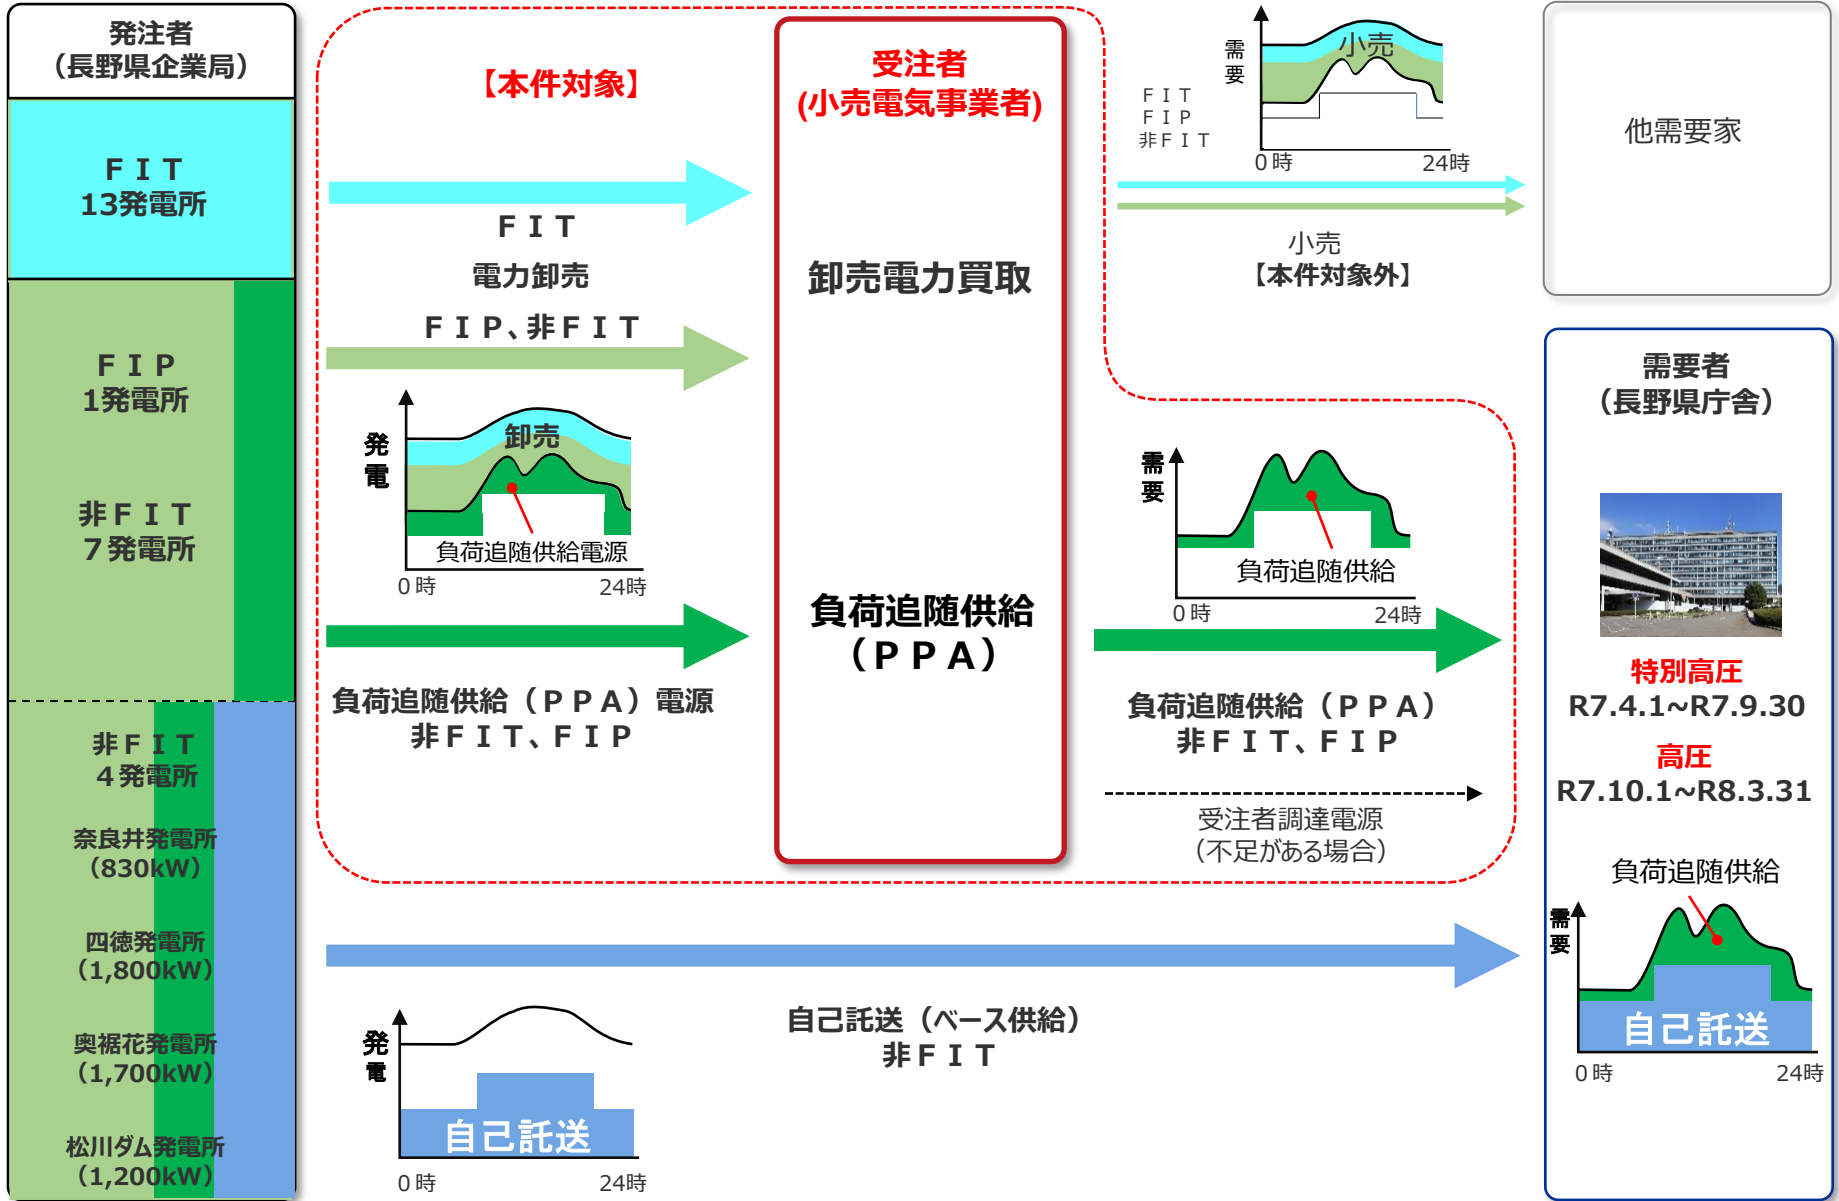 発注者
（長野県企業局）
ＦＩＴ
13発電所
ＦＩＰ
1発電所
非ＦＩＴ
７発電所
非ＦＩＴ
４発電所
奈良井発電所
（830kW）
四徳発電所
（1,800kW）
奥裾花発電所
（1,700kW）
松川ダム発電所
（1,200kW）
【本件対象】
ＦＩＴ
電力卸売
ＦＩＰ、非ＦＩＴ
発電
卸売
負荷追随供給電源
０時
24時
負荷追随供給（ＰＰＡ）電源
非ＦＩＴ、ＦＩＰ
受注者
(小売電気事業者)
卸売電力買取
負荷追随供給
（ＰＰＡ）
需要
小売
ＦＩＴ
ＦＩＰ
非ＦＩＴ
０時
24時
小売
【本件対象外】
他需要家
需要
負荷追随供給
０時
24時
負荷追随供給（ＰＰＡ）
非ＦＩＴ、ＦＩＰ
受注者調達電源
（不足がある場合）
需要者
（長野県庁舎）
特別高圧
R7.4.1~R7.9.30
高圧
R7.10.1~R8.3.31
負荷追随供給
需要
自己託送
０時
24時
自己託送（ベース供給）
非ＦＩＴ
発電
自己託送
０時
24時